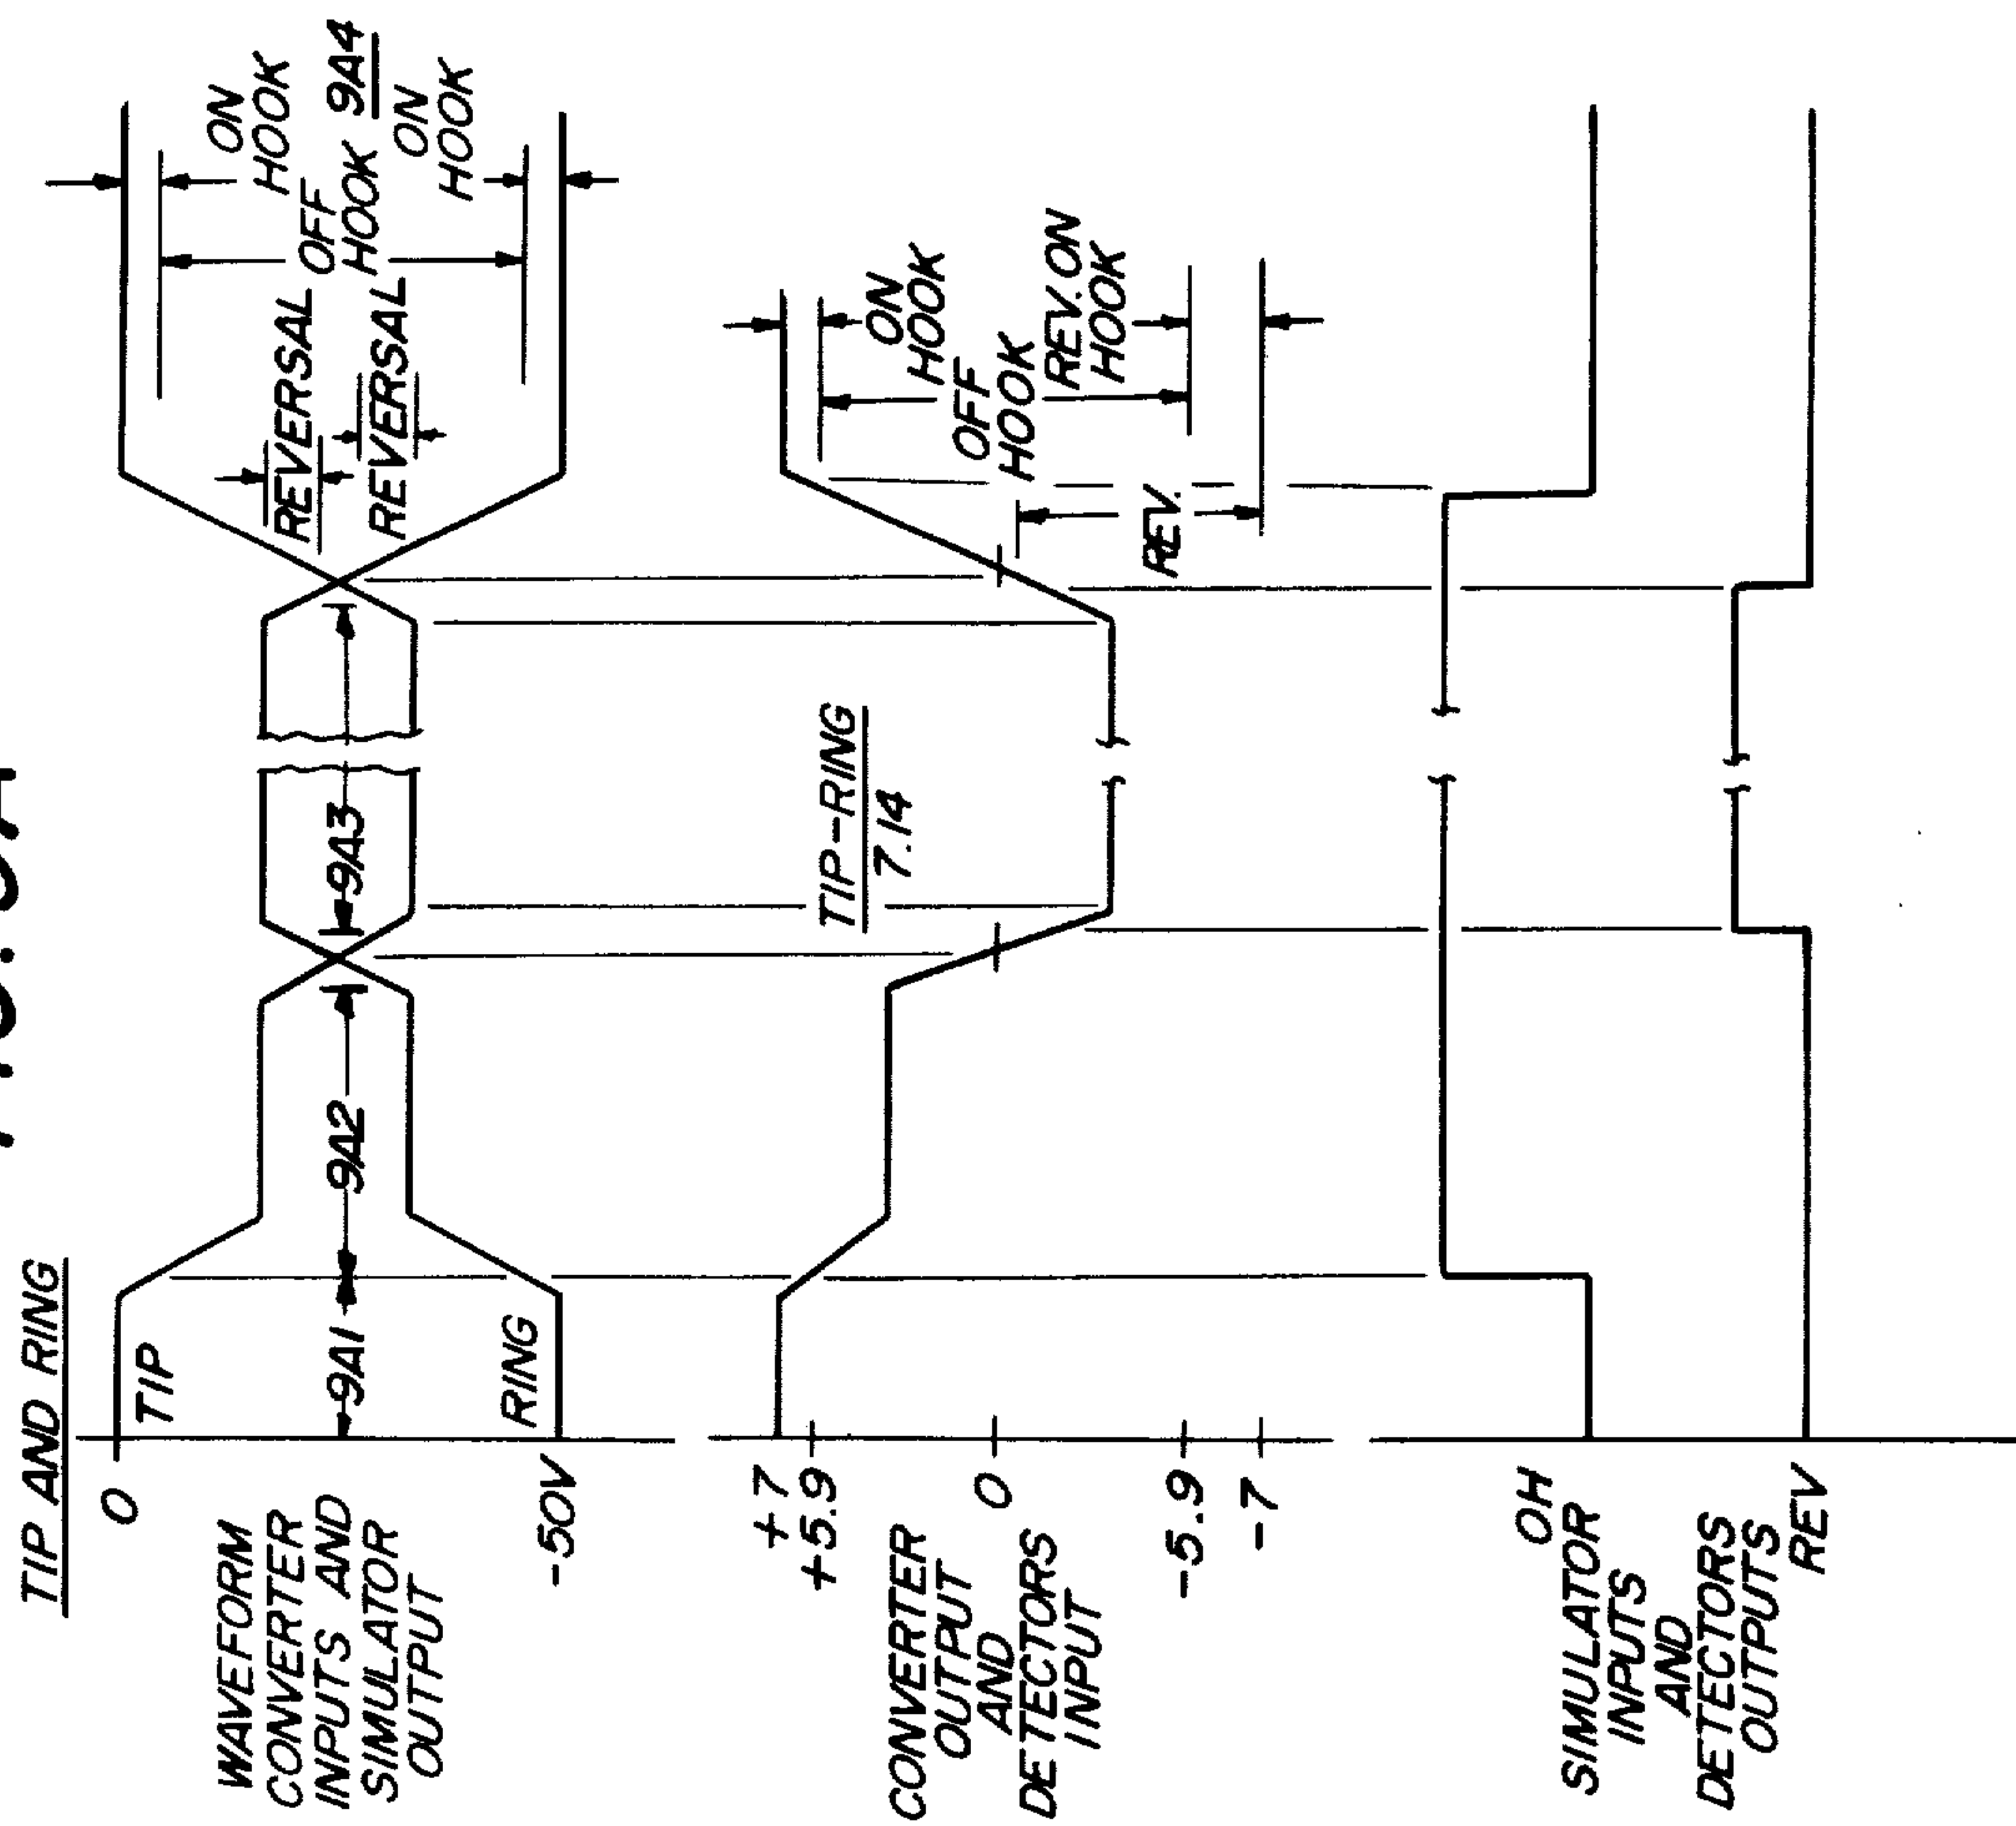 TIP AND RING
0
WAVEFORM
CONVERTER
INPUTS AND
SIMULATOR
OUTPUT
-50V
TIP
RING
9A1
9A2
9A3
REVERSAL
REVERSAL
ON
HOOK
OFF
HOOK
9A4
ON
HOOK
+7
+5.9
0
-5.9
-7
CONVERTER
OUTPUT
AND
DETECTORS
INPUT
TIP-RING
7.14
ON
HOOK
OFF
HOOK
REV. ON
HOOK
REV.
OH
SIMULATOR
INPUTS
AND
DETECTORS
OUTPUTS
REV